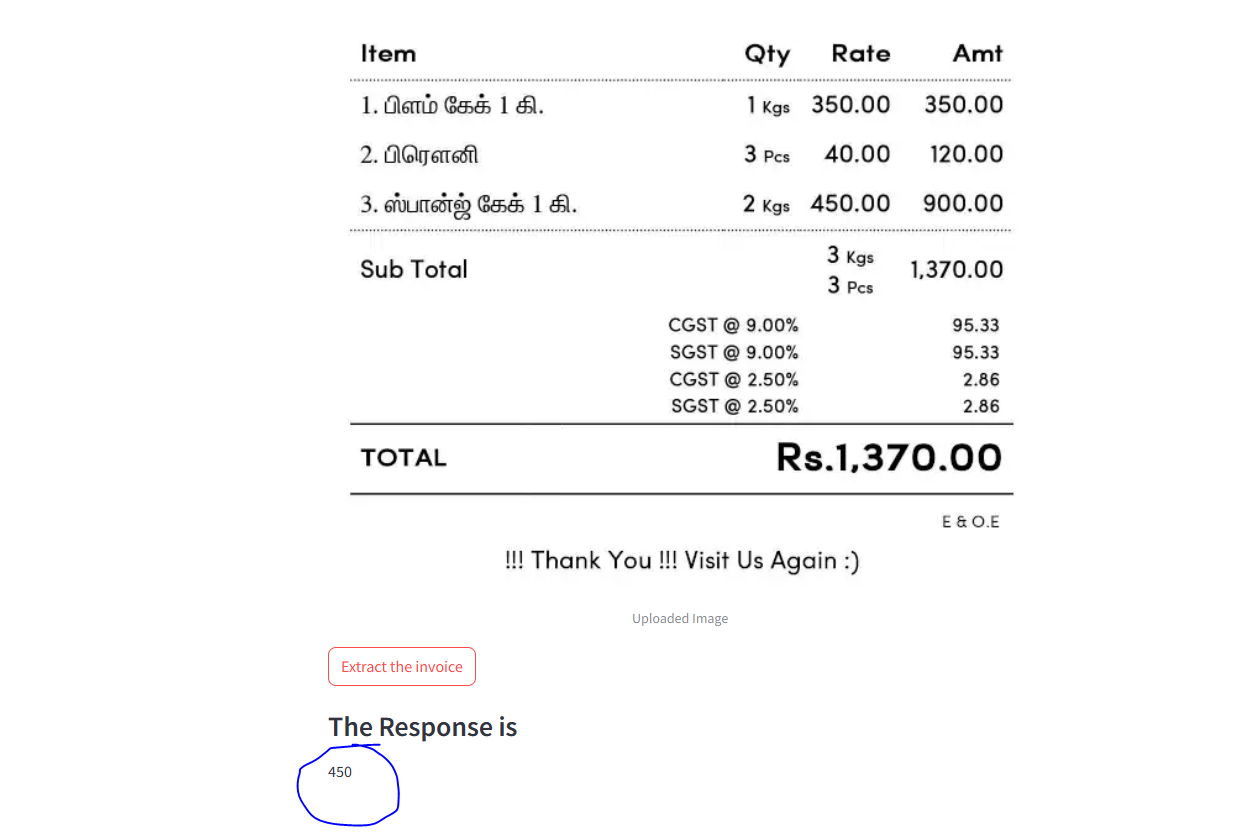 Item Qty Rate Amt
1. பிளம் கேக் 1 கி. 1 Kgs 350.00 350.00
2. பிரௌனி 3 Pcs 40.00 120.00
3. ஸ்பான்ஜ் கேக் 1 கி. 2 Kgs 450.00 900.00
Sub Total 3 Kgs 3 Pcs 1,370.00
CGST @ 9.00% 95.33
SGST @ 9.00% 95.33
CGST @ 2.50% 2.86
SGST @ 2.50% 2.86
TOTAL Rs.1,370.00
E & O.E
!!! Thank You !!! Visit Us Again :)
Uploaded Image
Extract the invoice
The Response is
450